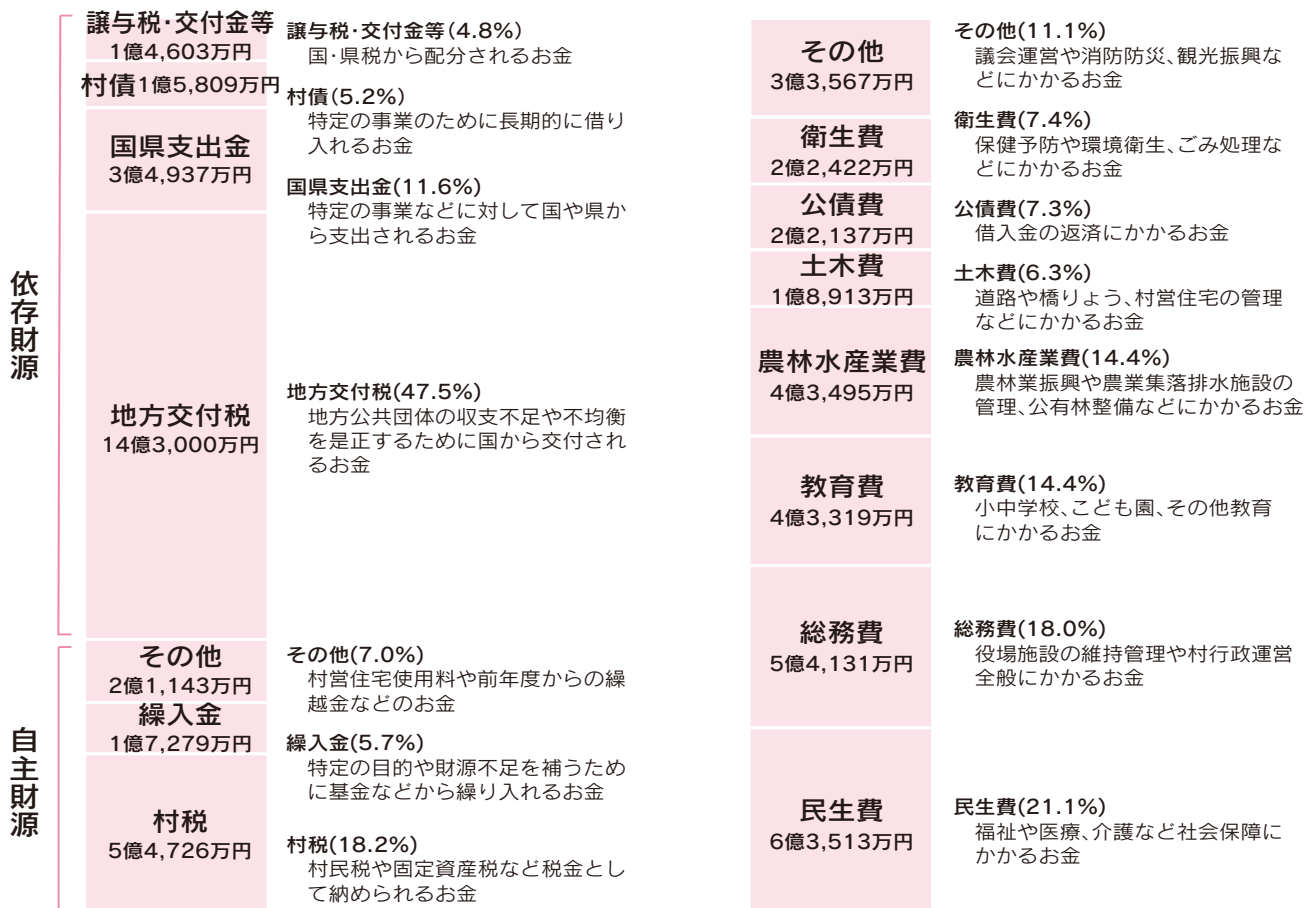 依存財源
譲与税・交付金等
1億4,603万円
譲与税・交付金等(4.8%)
国・県税から配分されるお金
村債1億5,809万円
村債(5.2%)
特定の事業のために長期的に借り
入れるお金
国県支出金
3億4,937万円
国県支出金(11.6%)
特定の事業などに対して国や県か
ら支出されるお金
地方交付税
14億3,000万円
地方交付税(47.5%)
地方公共団体の収支不足や不均衡
を是正するために国から交付され
るお金
自主財源
その他
2億1,143万円
その他(7.0%)
村営住宅使用料や前年度からの繰
越金などのお金
繰入金
1億7,279万円
繰入金(5.7%)
特定の目的や財源不足を補うため
に基金などから繰り入れるお金
村税
5億4,726万円
村税(18.2%)
村民税や固定資産税など税金とし
て納められるお金
その他
3億3,567万円
その他(11.1%)
議会運営や消防防災、観光振興な
どにかかるお金
衛生費
2億2,422万円
衛生費(7.4%)
保健予防や環境衛生、ごみ処理な
どにかかるお金
公債費
2億2,137万円
公債費(7.3%)
借入金の返済にかかるお金
土木費
1億8,913万円
土木費(6.3%)
道路や橋りょう、村営住宅の管理
などにかかるお金
農林水産業費
4億3,495万円
農林水産業費(14.4%)
農林業振興や農業集落排水施設の
管理、公有林整備などにかかるお金
教育費
4億3,319万円
教育費(14.4%)
小中学校、こども園、その他教育
にかかるお金
総務費
5億4,131万円
総務費(18.0%)
役場施設の維持管理や村行政運営
全般にかかるお金
民生費
6億3,513万円
民生費(21.1%)
福祉や医療、介護など社会保障に
かかるお金